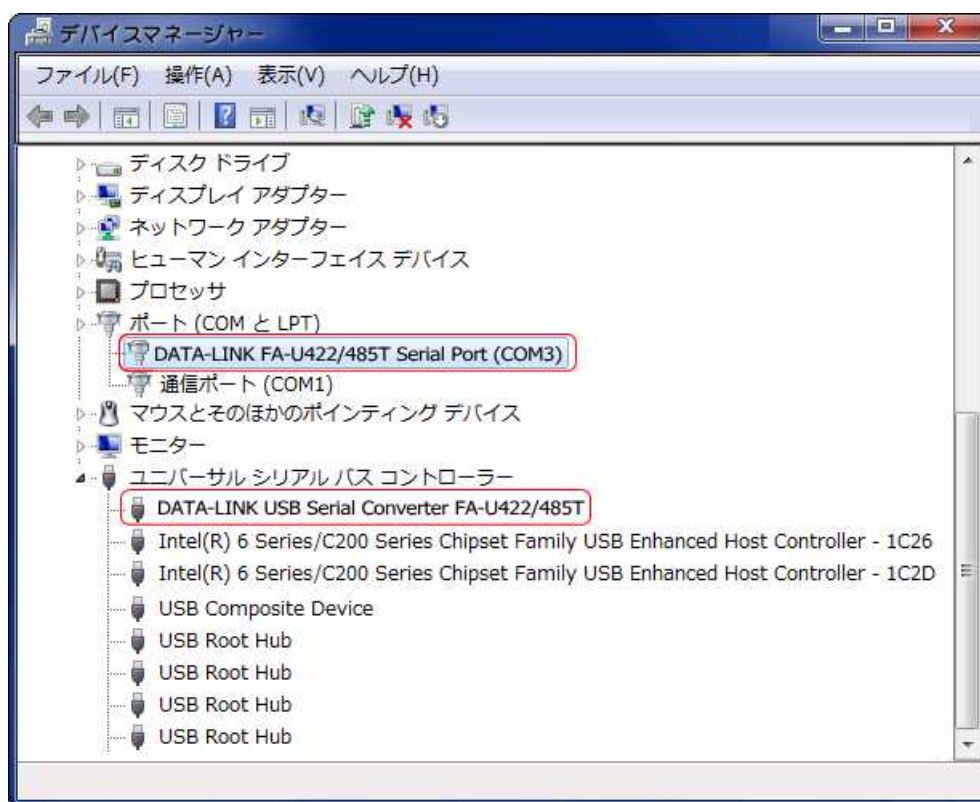 デバイスマネージャー
ファイル(F) 操作(A) 表示(V) ヘルプ(H)
ディスク ドライブ
ディスプレイ アダプター
ネットワーク アダプター
ヒューマン インターフェイス デバイス
プロセッサ
ポート (COM と LPT)
DATA-LINK FA-U422/485T Serial Port (COM3)
通信ポート (COM1)
マウスとそのほかのポインティング デバイス
モニター
ユニバーサル シリアル バス コントローラー
DATA-LINK USB Serial Converter FA-U422/485T
Intel(R) 6 Series/C200 Series Chipset Family USB Enhanced Host Controller - 1C26
Intel(R) 6 Series/C200 Series Chipset Family USB Enhanced Host Controller - 1C2D
USB Composite Device
USB Root Hub
USB Root Hub
USB Root Hub
USB Root Hub